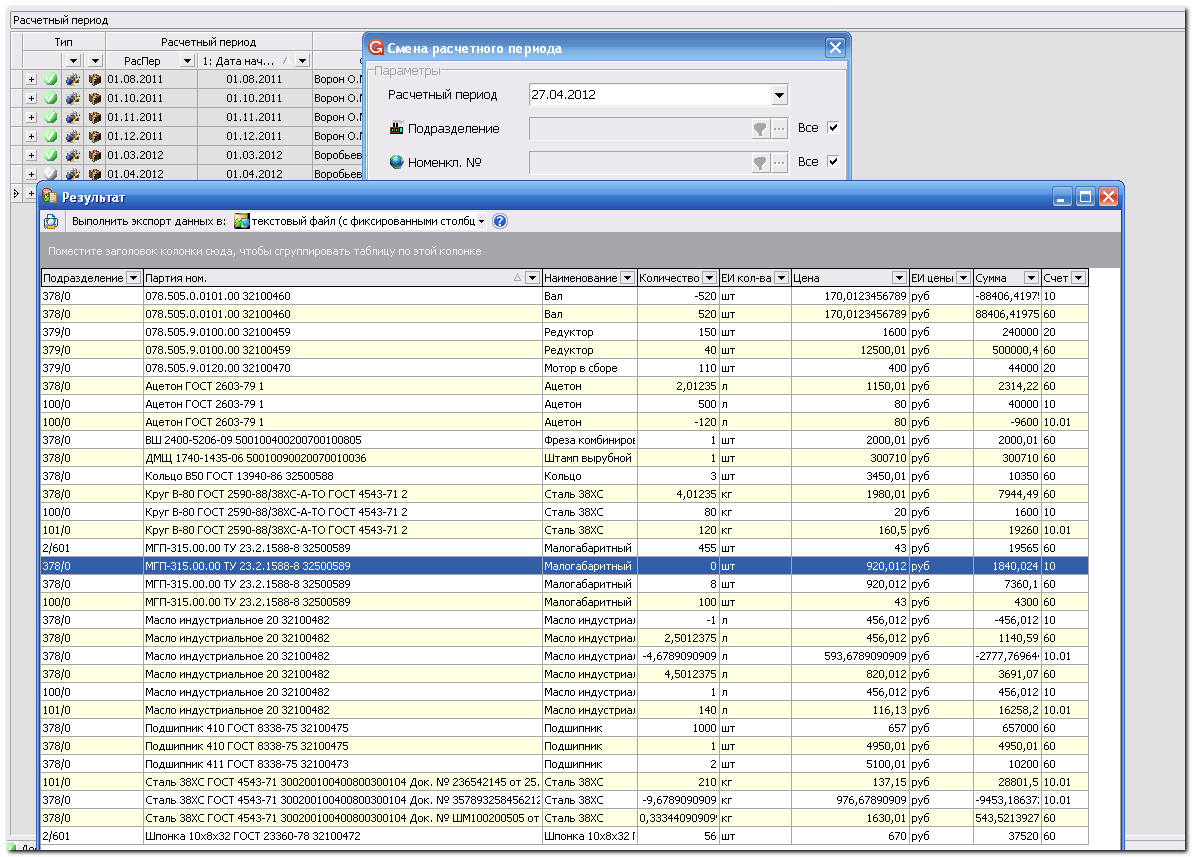 Расчетный период
Тип Расчетный период
РасПер 1: Дата нач...
01.08.2011 01.08.2011 Ворон О.
01.10.2011 01.10.2011 Ворон О.
01.11.2011 01.11.2011 Ворон О.
01.12.2011 01.12.2011 Ворон О.
01.03.2012 01.03.2012 Воробьев
01.04.2012 01.04.2012 Воробьев
Смена расчетного периода
Параметры
Расчетный период 27.04.2012
Подразделение Все
Номенкл. № Все
Результат
Выполнить экспорт данных в: текстовый файл (с фиксированными столбц
Поместите заголовок колонки сюда, чтобы сгруппировать таблицу по этой колонке
Подразделение Партия ном. Наименование Количество ЕИ кол-ва Цена ЕИ цены Сумма Счет
378/0 078.505.0.0101.00 32100460 Вал -520 шт 170,0123456789 руб -88406,4197 10
378/0 078.505.0.0101.00 32100460 Вал 520 шт 170,0123456789 руб 88406,41975 60
379/0 078.505.9.0100.00 32100459 Редуктор 150 шт 1600 руб 240000 20
379/0 078.505.9.0100.00 32100459 Редуктор 40 шт 12500,01 руб 500000,4 60
379/0 078.505.9.0120.00 32100470 Мотор в сборе 110 шт 400 руб 44000 20
378/0 Ацетон ГОСТ 2603-79 1 Ацетон 2,01235 л 1150,01 руб 2314,22 60
100/0 Ацетон ГОСТ 2603-79 1 Ацетон 500 л 80 руб 40000 10
100/0 Ацетон ГОСТ 2603-79 1 Ацетон -120 л 80 руб -9600 10.01
378/0 ВШ 2400-5206-09 500100400200700100805 Фреза комбиниров 1 шт 2000,01 руб 2000,01 60
378/0 ДМЩ 1740-1435-06 50010090020070010036 Штамп вырубной 1 шт 300710 руб 300710 60
378/0 Кольцо В50 ГОСТ 13940-86 32500588 Кольцо 3 шт 3450,01 руб 10350 60
378/0 Круг В-80 ГОСТ 2590-88/38ХС-А-ТО ГОСТ 4543-71 2 Сталь 38ХС 4,01235 кг 1980,01 руб 7944,49 60
100/0 Круг В-80 ГОСТ 2590-88/38ХС-А-ТО ГОСТ 4543-71 2 Сталь 38ХС 80 кг 20 руб 1600 10
101/0 Круг В-80 ГОСТ 2590-88/38ХС-А-ТО ГОСТ 4543-71 2 Сталь 38ХС 120 кг 160,5 руб 19260 10.01
2/601 МГП-315.00.00 ТУ 23.2.1588-8 32500589 Малогабаритный 455 шт 43 руб 19565 60
378/0 МГП-315.00.00 ТУ 23.2.1588-8 32500589 Малогабаритный 0 шт 920,012 руб 1840,024 10
378/0 МГП-315.00.00 ТУ 23.2.1588-8 32500589 Малогабаритный 8 шт 920,012 руб 7360,1 60
100/0 МГП-315.00.00 ТУ 23.2.1588-8 32500589 Малогабаритный 100 шт 43 руб 4300 60
378/0 Масло индустриальное 20 32100482 Масло индустриал -1 л 456,012 руб -456,012 10
378/0 Масло индустриальное 20 32100482 Масло индустриал 2,5012375 л 456,012 руб 1140,59 60
378/0 Масло индустриальное 20 32100482 Масло индустриал -4,6789090909 л 593,6789090909 руб -2777,76964 10.01
378/0 Масло индустриальное 20 32100482 Масло индустриал 4,5012375 л 820,012 руб 3691,07 60
100/0 Масло индустриальное 20 32100482 Масло индустриал 1 л 456,012 руб 456,012 10
101/0 Масло индустриальное 20 32100482 Масло индустриал 140 л 116,13 руб 16258,2 10.01
378/0 Подшипник 410 ГОСТ 8338-75 32100475 Подшипник 1000 шт 657 руб 657000 60
378/0 Подшипник 410 ГОСТ 8338-75 32100475 Подшипник 1 шт 4950,01 руб 4950,01 60
378/0 Подшипник 411 ГОСТ 8338-75 32100473 Подшипник 2 шт 5100,01 руб 10200 60
101/0 Сталь 38ХС ГОСТ 4543-71 300200100400800300104 Док. № 236542145 от 25. Сталь 38ХС 210 кг 137,15 руб 28801,5 10.01
378/0 Сталь 38ХС ГОСТ 4543-71 300200100400800300104 Док. № 357893258456212 Сталь 38ХС -9,6789090909 кг 976,67890909 руб -9453,18637 10.01
378/0 Сталь 38ХС ГОСТ 4543-71 300200100400800300104 Док. № ШМ100200505 от Сталь 38ХС 0,33344090909 кг 1630,01 руб 543,5213927 60
2/601 Шпонка 10х8х32 ГОСТ 23360-78 32100472 Шпонка 10х8х32 Г 56 шт 670 руб 37520 60